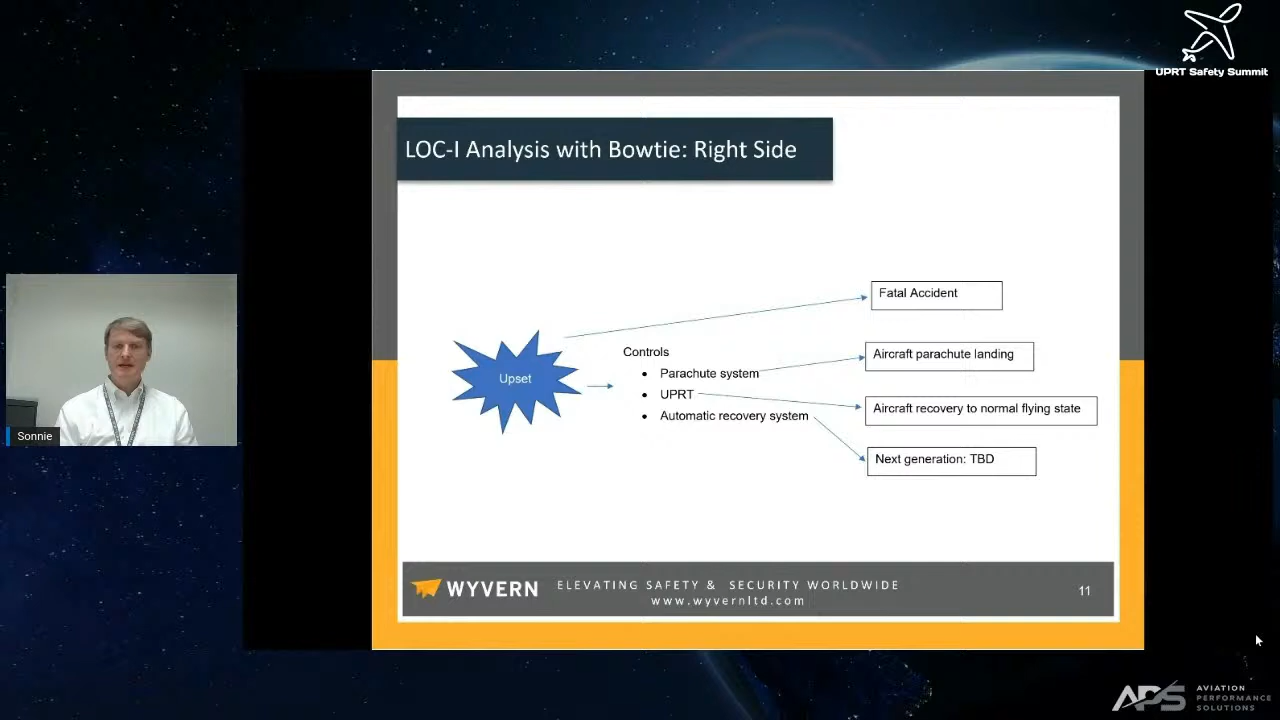 UPRT Safety Summit
LOC-I Analysis with Bowtie: Right Side
Fatal Accident
Upset
Controls
• Parachute system
• UPRT
• Automatic recovery system
Aircraft parachute landing
Aircraft recovery to normal flying state
Next generation: TBD
Sonnie
WYVERN
ELEVATING SAFETY & SECURITY WORLDWIDE
www.wyvernltd.com
11
APS
AVIATION
PERFORMANCE
SOLUTIONS